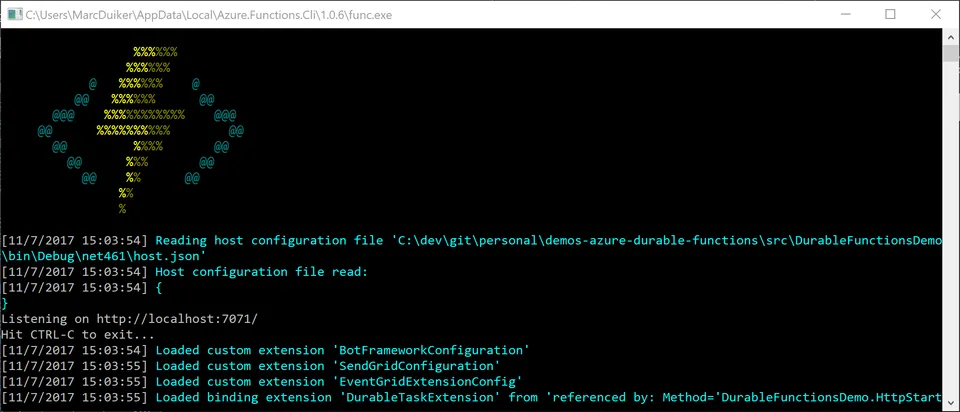 C:\Users\MarcDuiker\AppData\Local\Azure.Functions.Cli\1.0.6\func.exe
%%%%%%
%%%%%%
@ %%%%%% @
@@ %%%%%% @@
@@@ %%%%%%%%%%% @@@
@@ %%%%%%%%%% @@
@@ %%%% @@
@@ %%% @@
@@ %% @@
%%
%
[11/7/2017 15:03:54] Reading host configuration file 'C:\dev\git\personal\demos-azure-durable-functions\src\DurableFunctionsDemo
\bin\Debug\net461\host.json'
[11/7/2017 15:03:54] Host configuration file read:
[11/7/2017 15:03:54] {
}
Listening on http://localhost:7071/
Hit CTRL-C to exit...
[11/7/2017 15:03:54] Loaded custom extension 'BotFrameworkConfiguration'
[11/7/2017 15:03:55] Loaded custom extension 'SendGridConfiguration'
[11/7/2017 15:03:55] Loaded custom extension 'EventGridExtensionConfig'
[11/7/2017 15:03:55] Loaded binding extension 'DurableTaskExtension' from 'referenced by: Method='DurableFunctionsDemo.HttpStart